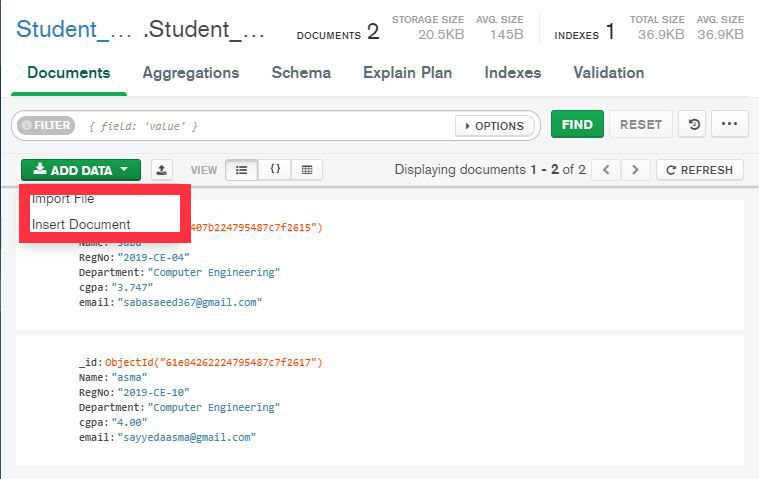 Student_... .Student_...
DOCUMENTS 2
STORAGE SIZE 20.5KB
AVG. SIZE 145B
INDEXES 1
TOTAL SIZE 36.9KB
AVG. SIZE 36.9KB
Documents Aggregations Schema Explain Plan Indexes Validation
FILTER { field: 'value' } OPTIONS FIND RESET ...
ADD DATA VIEW {} Displaying documents 1 - 2 of 2 < > REFRESH
Import File
Insert Document 407b224795487c7f2615")
Name: "saba"
RegNo: "2019-CE-04"
Department: "Computer Engineering"
cgpa: "3.747"
email: "sabasaeed367@gmail.com"
_id: ObjectId("61e84262224795487c7f2617")
Name: "asma"
RegNo: "2019-CE-10"
Department: "Computer Engineering"
cgpa: "4.00"
email: "sayyedaasma@gmail.com"